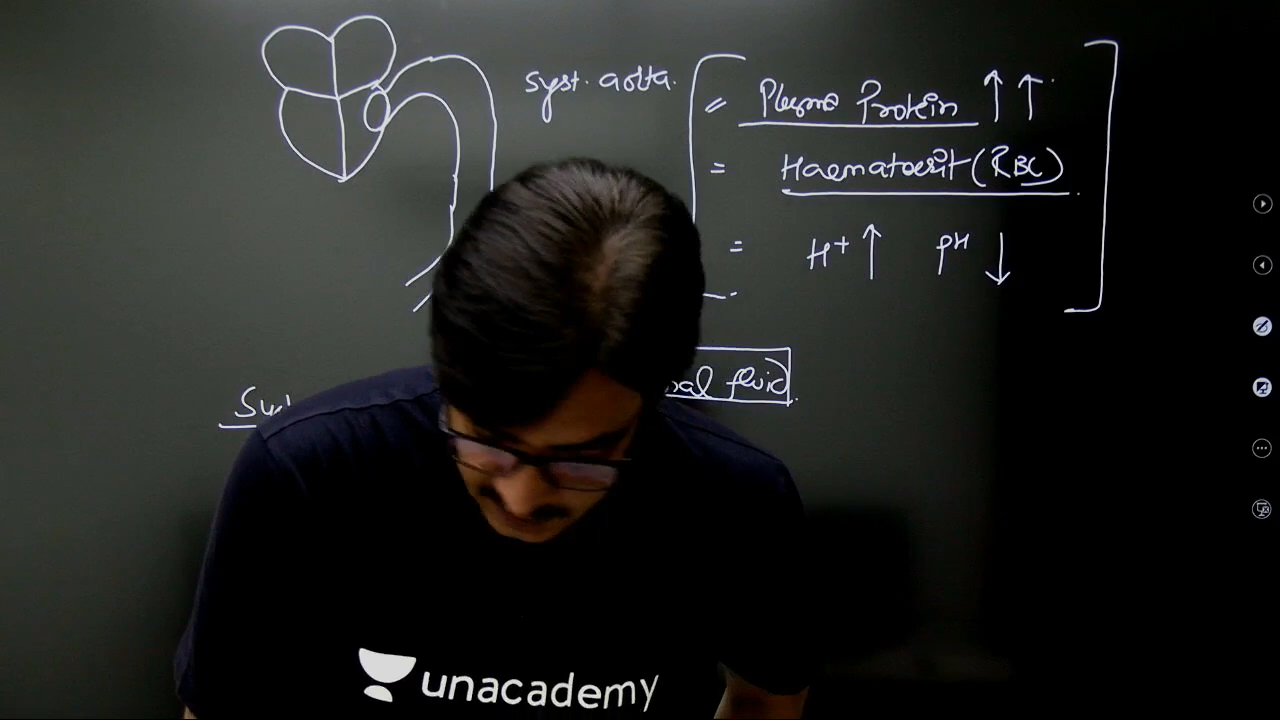 syst. aorta.
= Plasma Protein ↑ ↑
= Haematocrit (RBC)
= H+ ↑ PH ↓
fluid
unacademy